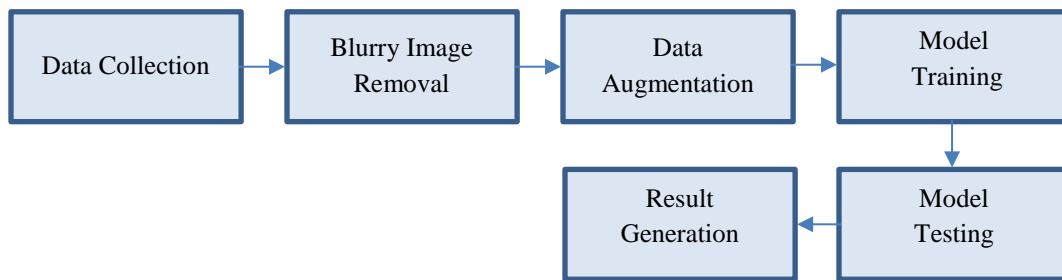 Data Collection
Blurry Image
Removal
Data
Augmentation
Model
Training
Model
Testing
Result
Generation